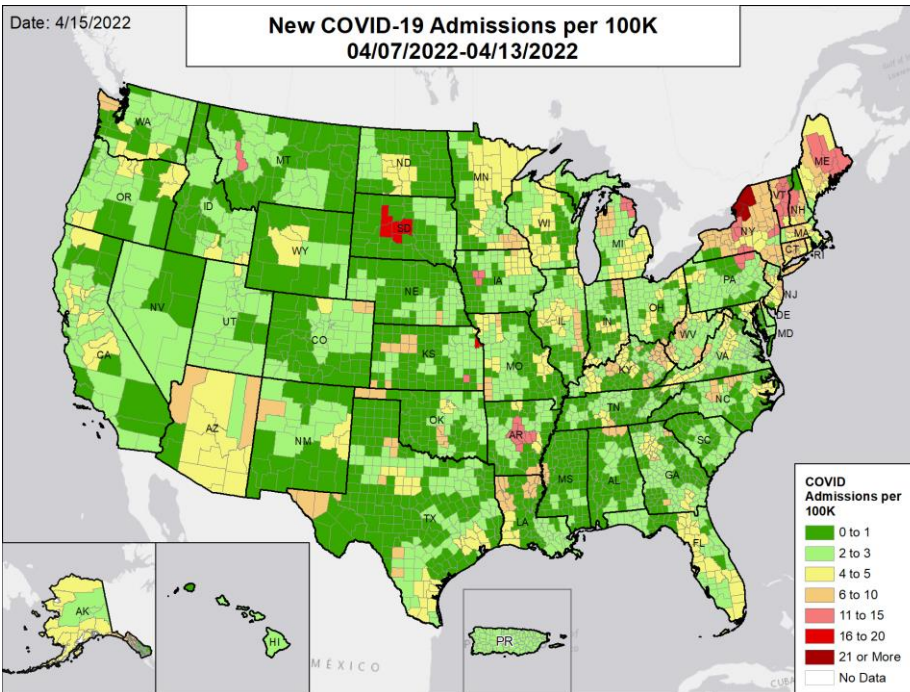 Date: 4/15/2022
New COVID-19 Admissions per 100K
04/07/2022-04/13/2022
WA
MT
ND
MN
ME
OR
ID
SD
WI
VT
NH
WY
MI
NY
MA
CT
RI
IA
NE
PA
NJ
NV
UT
CO
IL
IN
OH
DE
MD
WV
CA
KS
MO
KY
VA
AZ
NM
OK
AR
TN
NC
SC
MS
AL
GA
TX
LA
FL
AK
HI
PR
MÉXICO
CUBA
COVID
Admissions per
100K
0 to 1
2 to 3
4 to 5
6 to 10
11 to 15
16 to 20
21 or More
No Data